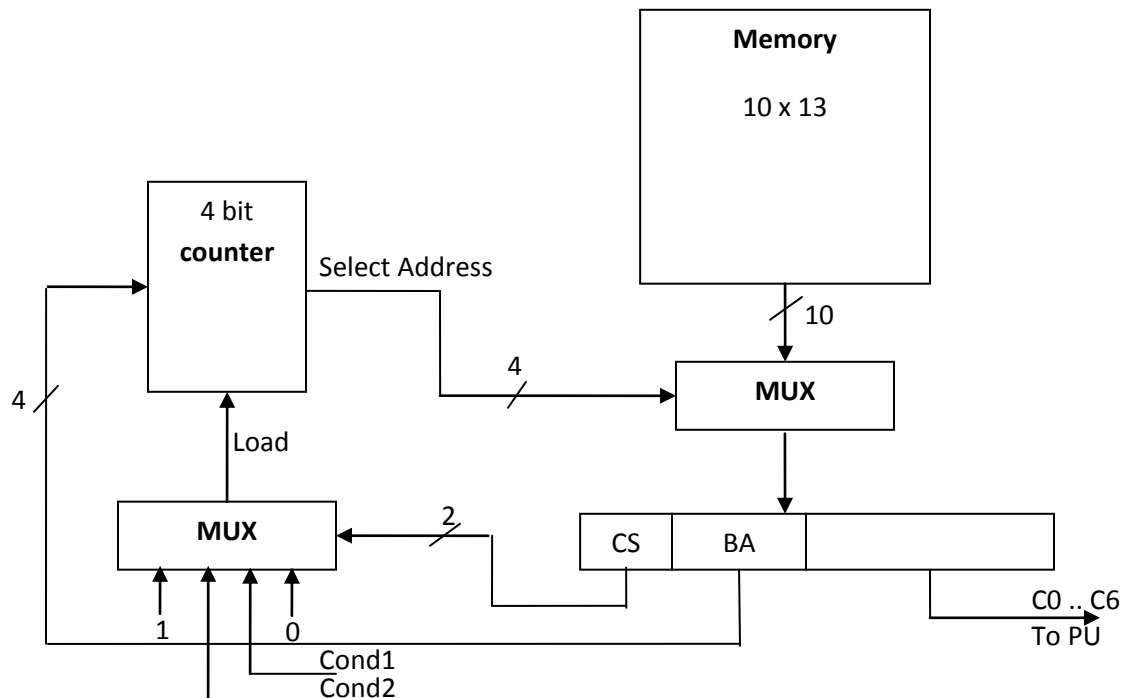 Memory
10 x 13
4 bit
counter
Select Address
10
4
MUX
4
Load
MUX
2
CS
BA
1
0
C0 .. C6
To PU
Cond1
Cond2